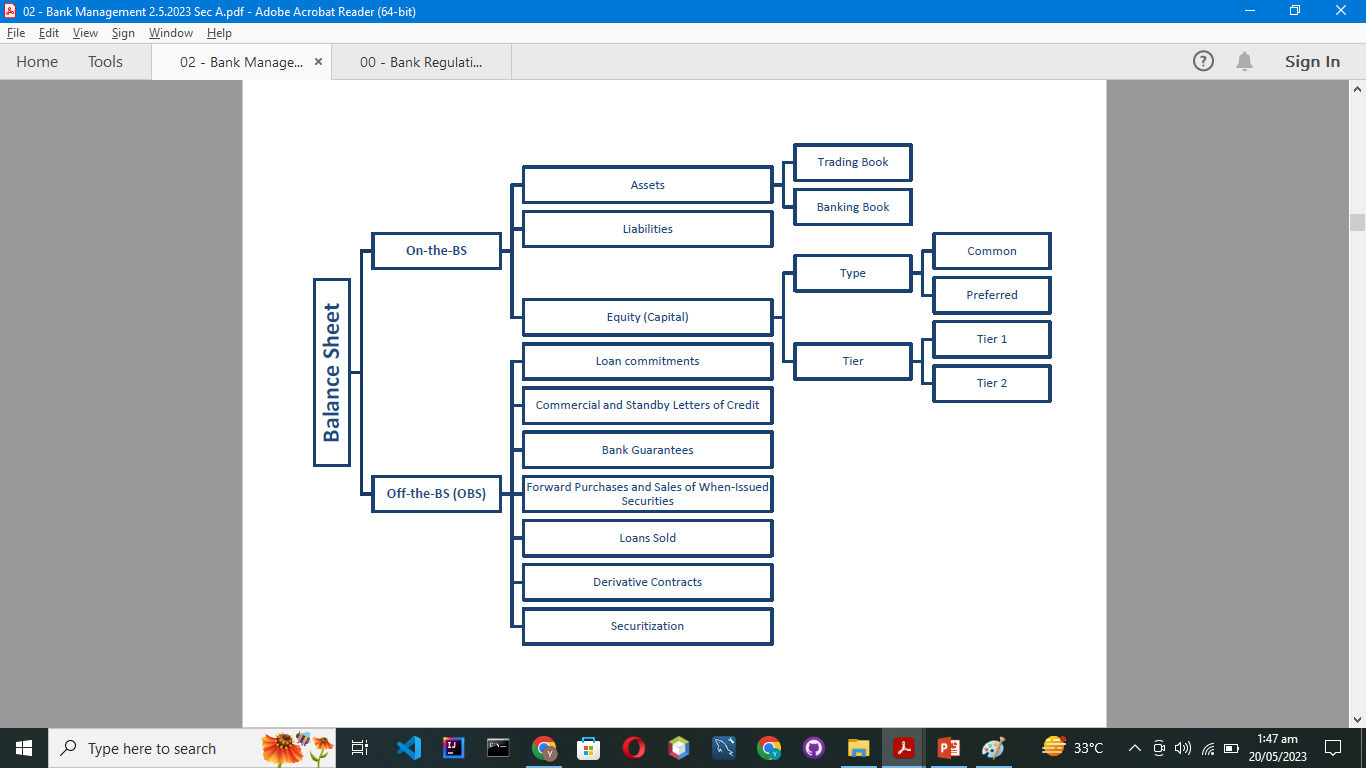 02 - Bank Management 2.5.2023 Sec A.pdf - Adobe Acrobat Reader (64-bit)
File Edit View Sign Window Help
Home Tools 02 - Bank Manage... × 00 - Bank Regulati... Sign In
Balance Sheet
On-the-BS
Assets
Trading Book
Banking Book
Liabilities
Equity (Capital)
Type
Common
Preferred
Tier
Tier 1
Tier 2
Off-the-BS (OBS)
Loan commitments
Commercial and Standby Letters of Credit
Bank Guarantees
Forward Purchases and Sales of When-Issued
Securities
Loans Sold
Derivative Contracts
Securitization
Type here to search
33°C
1:47 am
20/05/2023